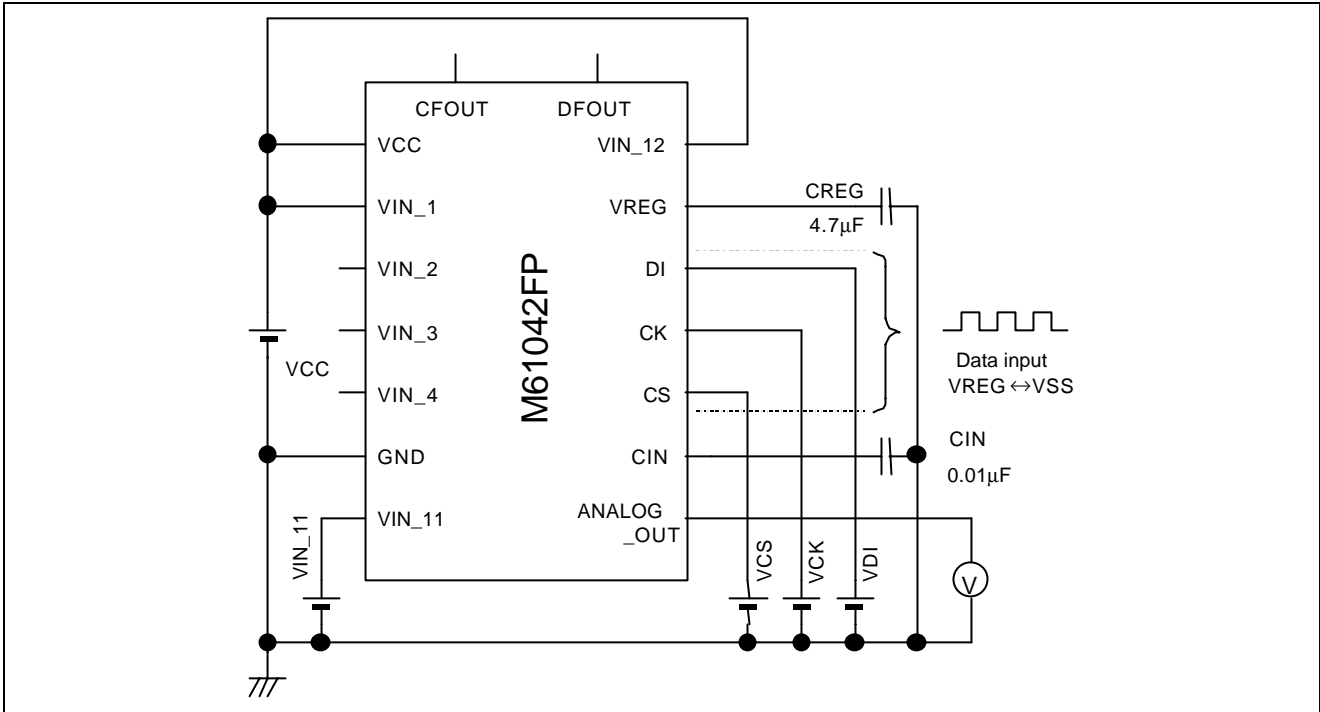 CFOUT
DFOUT
VCC
VIN_12
VIN_1
VREG
CREG
4.7μF
VIN_2
DI
M61042FP
VIN_3
CK
Data input
VREG ↔VSS
VCC
VIN_4
CS
GND
CIN
CIN
0.01μF
VIN_11
ANALOG
_OUT
VIN_11
VCS
VCK
VDI
V